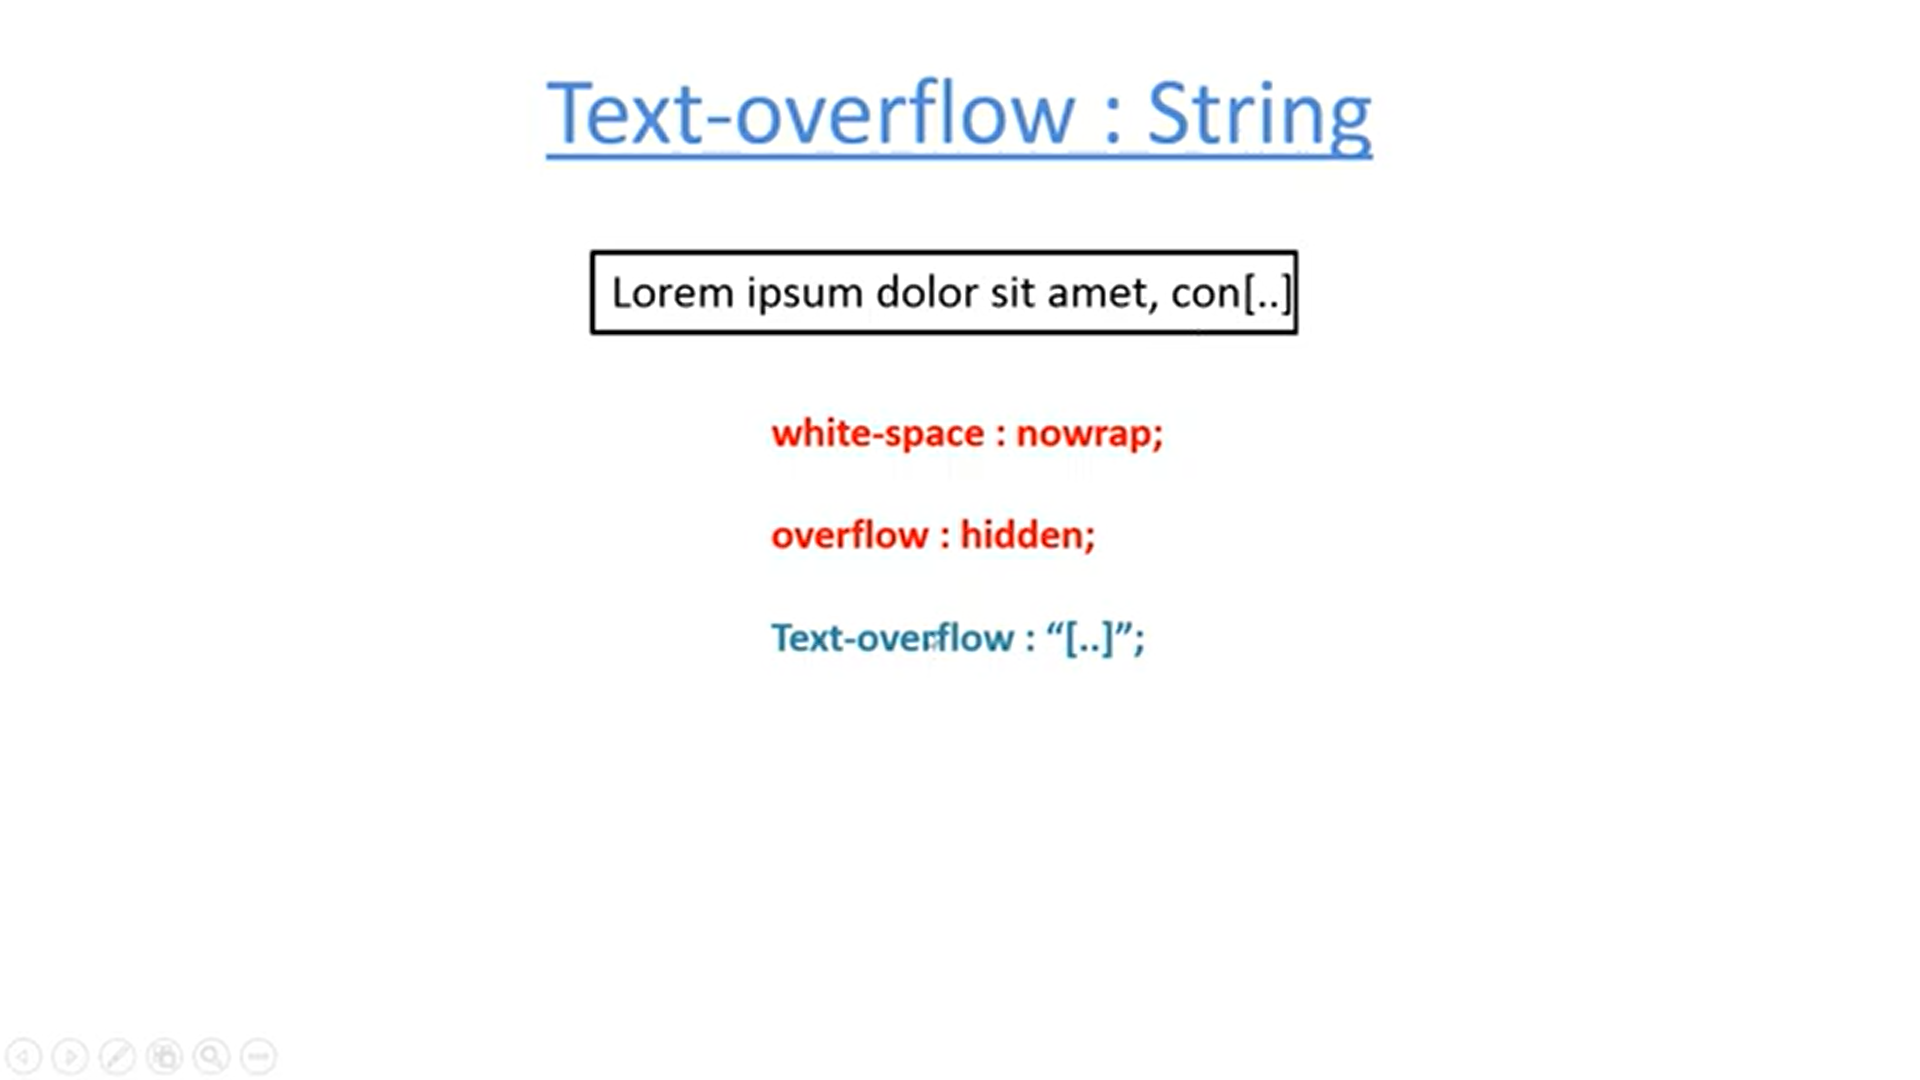 Text-overflow : String
Lorem ipsum dolor sit amet, con[..]
white-space : nowrap;
overflow : hidden;
Text-overflow : “[..]”;